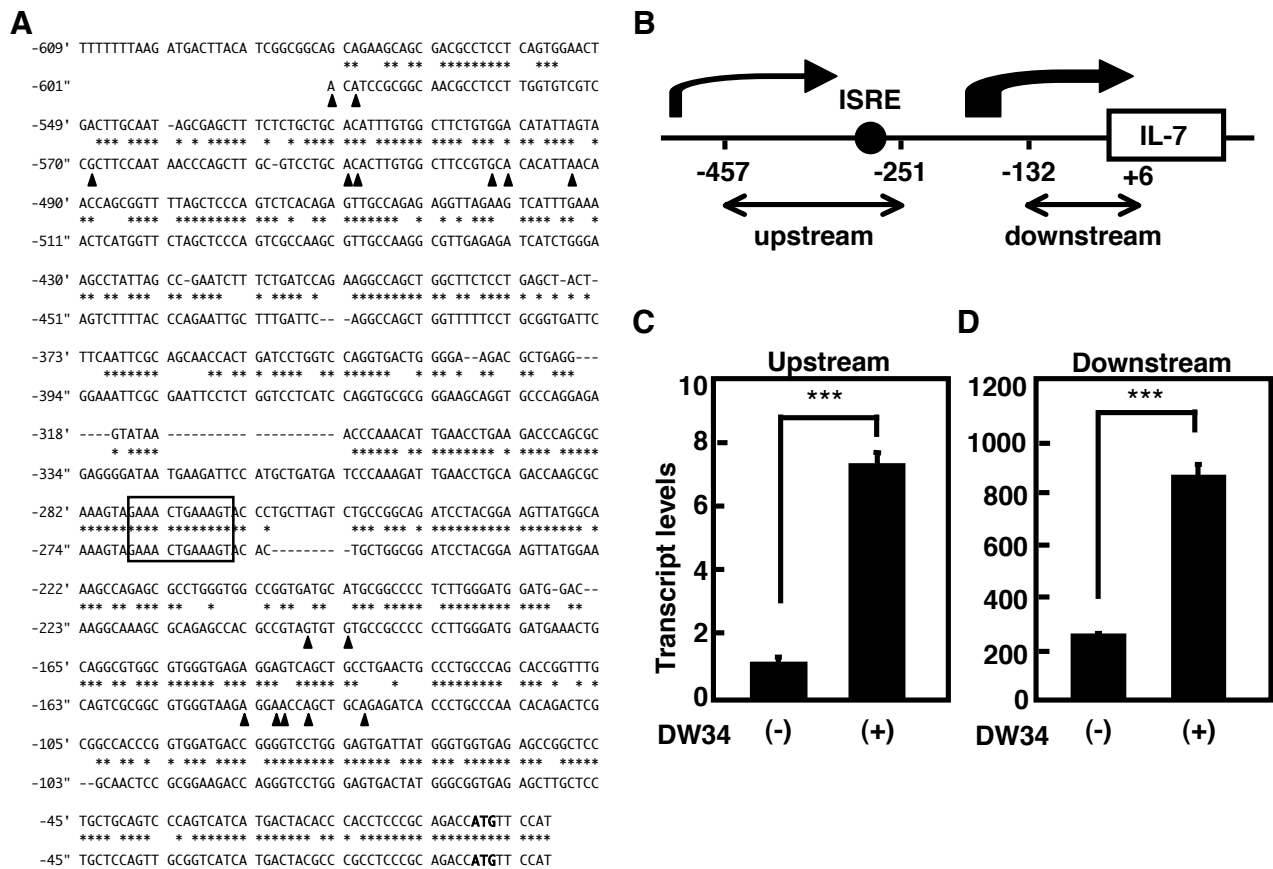 A
-609' TTTTTTTAAG ATGACTTACA TCGGCGGCAG CAGAAGCAGC GACGCCTCCT CAGTGGAACT
** ** ** ********* ***
-601" A CATCCGCGGC AACGCCTCCT TGGTGTCGTC
-549' GACTTGCAAT -AGCGAGCTT TCTCTGCTGC ACATTTGTGG CTTCTGTGGA CATATTAGTA
*** *** * * ***** ** **** *** ****** **** *** * *** *** *
-570" CGCTTCCAAT AACCCAGCTT GC-GTCCTGC ACACTTGTGG CTTCCGTGCA CACATTAACA
-490' ACCAGCGGTT TTAGCTCCCA GTCTCACAGA GTTGCCAGAG AGGTTAGAAG TCATTTGAAA
** **** ********* *** * * ******** * * *** * *** ** *
-511" ACTCATGGTT CTAGCTCCCA GTCGCCAAGC GTTGCCAAGG CGTTGAGAGA TCATCTGGGA
-430' AGCCTATTAG CC-GAATCTT TCTGATCCAG AAGGCCAGCT GGCTTCTCCT GAGCT-ACT-
** ** *** ** **** * **** * ********* ** ** **** *** * * * *
-451" AGTCTTTTAC CCAGAATTGC TTTGATTC-- -AGGCCAGCT GGTTTTTCCT GCGGTGATTC
-373' TTCAATTCGC AGCAACCACT GATCCTGGTC CAGGTGACTG GGGA--AGAC GCTGAGG---
******* ** ** * **** ** ****** ** * ** ** ***
-394" GGAAATTCGC GAATTCCTCT GGTCCTCATC CAGGTGCGCG GGGAAGCAGGT GCCCAGGAGA
-318' ----GTATAA ---------- ---------- ACCCAAACAT TGAACCTGAA GACCCAGCGC
* **** ****** ** ******** *** *****
-334" GAGGGGATAA TGAAGATTCC ATGCTGATGA TCCCAAAGAT TGAACCTGCA GACCAAGCGC
-282' AAAGTAGAAA CTGAAAGTAC CCTGCTTAGT CTGCCGGCAG ATCCTACGGA AGTTATGGCA
********** ********** * *** *** ********* ******** *
-274" AAAGTAGAAA CTGAAAGTAC AC-------- -TGCTGGCGG ATCCTACGGA AGTTATGGAA
-222' AAGCCAGAGC GCCTGGGTGG CCGGTGATGC ATGCGGCCCC TCTTGGGATG GATG-GAC--
*** ** *** ** * * ** ** *** ***** ********* **** **
-223" AAGGCAAAGC GCAGAGCCAC GCCGTAGTGT GTGCCGCCCC CCTTGGGATG GATGAAACTG
-165' CAGGCGTGGC GTGGGTGAGA GGAGTCAGCT GCCTGAACTG CCCTGCCCAG CACCGGTTTG
*** ** *** ******* *** *** ***** ** * ******** *** * * *
-163" CAGTCGCGGC GTGGGTAAGA GGAACCAGCT GCAGAGATCA CCCTGCCCAA CACAGACTCG
-105' CGGCCACCCG GTGGATGACC GGGGTCCTGG GAGTGATTAT GGGTGGTGAG AGCCGGCTCC
** ** * * **** *** ********* ******* ** *** ****** *** *****
-103" --GCAACTCC GCGGAAGACC AGGGTCCTGG GAGTGACTAT GGGCGGTGAG AGCTTGCTCC
-45' TGCTGCAGTC CCAGTCATCA TGACTACACC CACCTCCCGC AGACCATGTT CCAT
**** *** * ******* ******* ** ********* ********** ****
-45" TGCTCCAGTT GCGGTCATCA TGACTACGCC CGCCTCCCGC AGACCATGTT CCAT
B
ISRE
IL-7
-457 -251 -132 +6
upstream downstream
C
Upstream
Transcript levels
10
8
6
4
2
0
***
DW34 (-) (+)
D
Downstream
1200
1000
800
600
400
200
0
***
DW34 (-) (+)